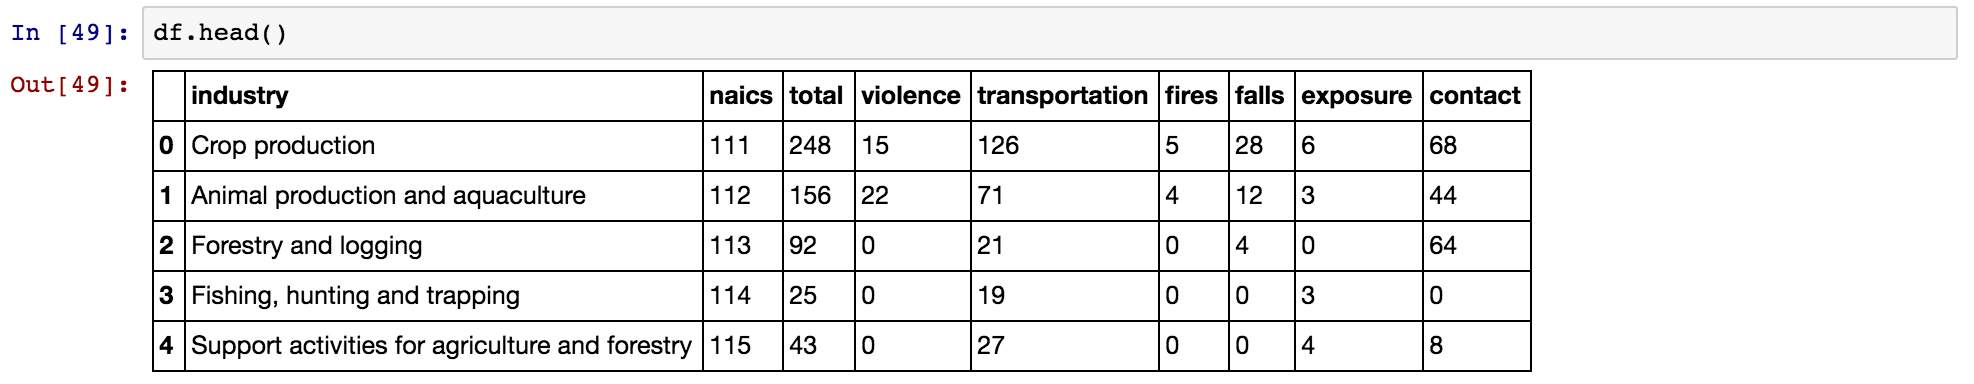 In [49]: df.head()
Out[49]:
industry naics total violence transportation fires falls exposure contact
0 Crop production 111 248 15 126 5 28 6 68
1 Animal production and aquaculture 112 156 22 71 4 12 3 44
2 Forestry and logging 113 92 0 21 0 4 0 64
3 Fishing, hunting and trapping 114 25 0 19 0 0 3 0
4 Support activities for agriculture and forestry 115 43 0 27 0 0 4 8